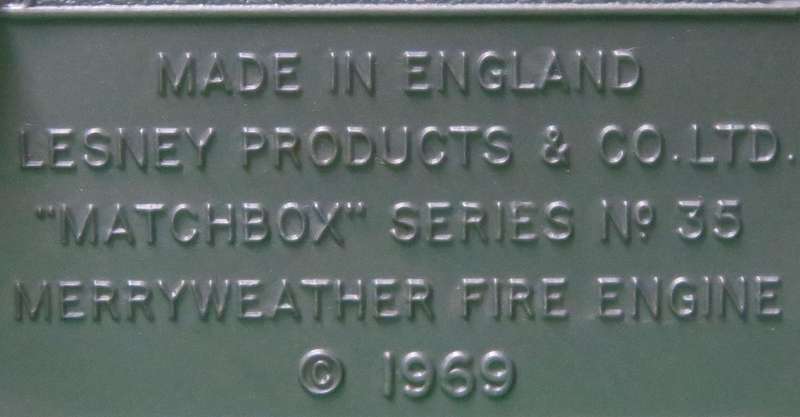 MADE IN ENGLAND
LESNEY PRODUCTS & CO. LTD.
"MATCHBOX" SERIES Nº 35
MERRYWEATHER FIRE ENGINE
© 1969